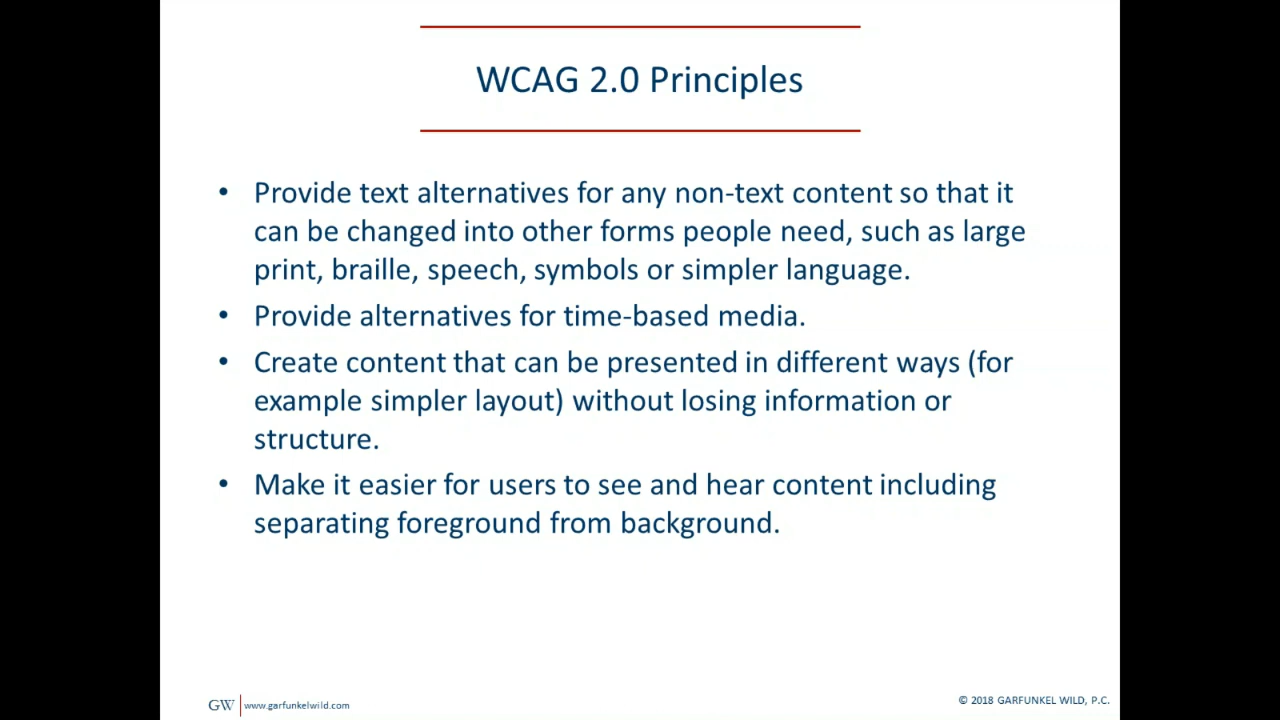 WCAG 2.0 Principles
• Provide text alternatives for any non-text content so that it
can be changed into other forms people need, such as large
print, braille, speech, symbols or simpler language.
• Provide alternatives for time-based media.
• Create content that can be presented in different ways (for
example simpler layout) without losing information or
structure.
• Make it easier for users to see and hear content including
separating foreground from background.
GW www.garfunkelwild.com
© 2018 GARFUNKEL WILD, P.C.